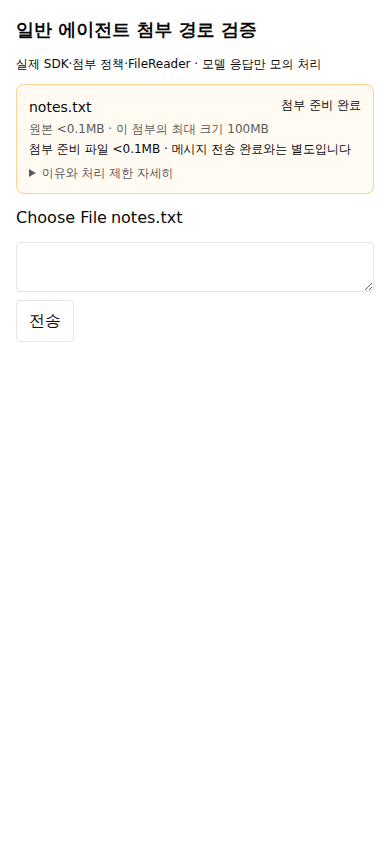 일반 에이전트 첨부 경로 검증
실제 SDK·첨부 정책·FileReader · 모델 응답만 모의 처리
notes.txt 첨부 준비 완료
원본 <0.1MB · 이 첨부의 최대 크기 100MB
첨부 준비 파일 <0.1MB · 메시지 전송 완료와는 별도입니다
이유와 처리 제한 자세히
Choose File notes.txt
전송